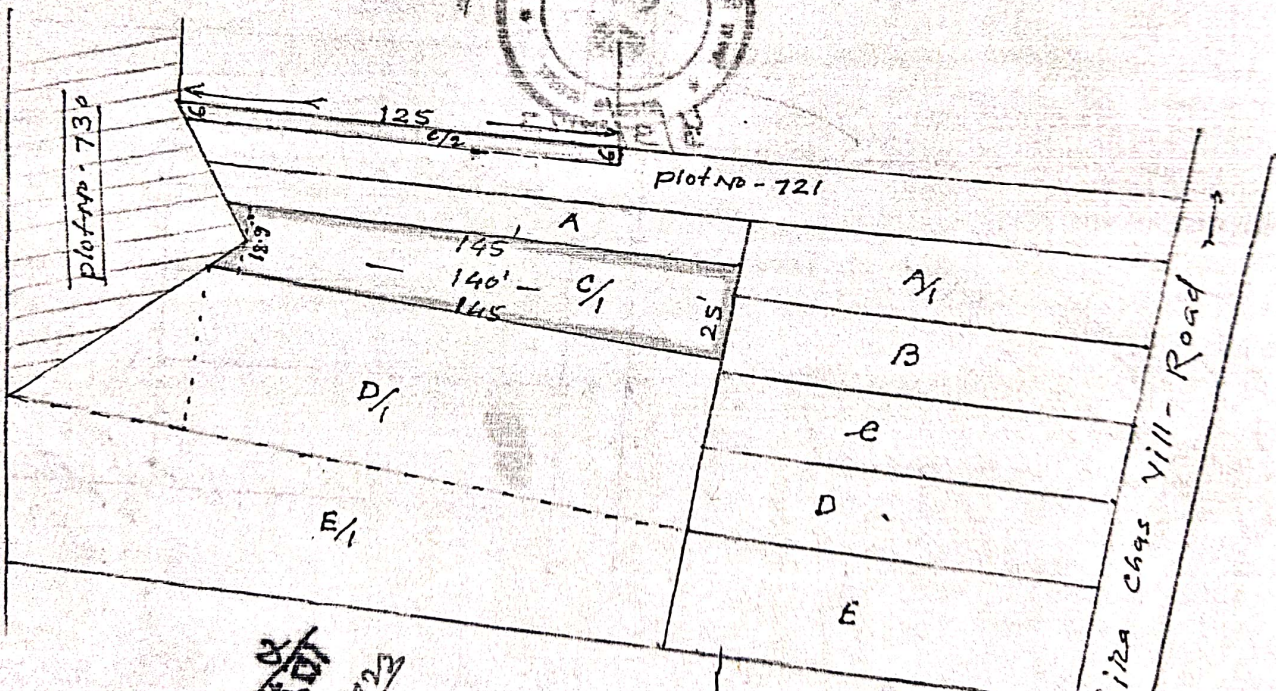 plot No - 730
6
125
c/2
6
plot No - 721
A
145'
18.9"
140' - C/1
145
25'
A/1
B
C
D/1
D
E/1
E
Chas Vill - Road